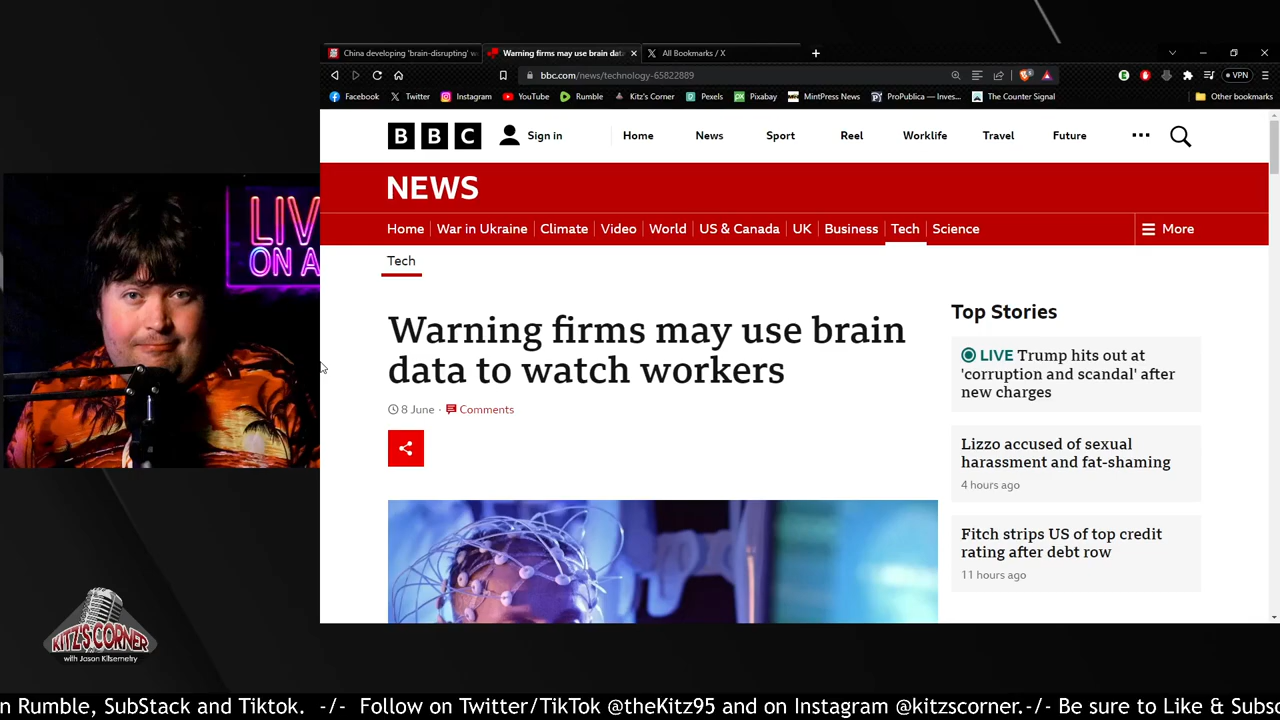 China developing 'brain-disrupting' w
Warning firms may use brain dat
All Bookmarks / X
bbc.com/news/technology-65822889
VPN
Facebook
Twitter
Instagram
YouTube
Rumble
Kitz's Corner
Pexels
Pixabay
MintPress News
ProPublica — Inves...
The Counter Signal
Other bookmarks
BBC
Sign in
Home
News
Sport
Reel
Worklife
Travel
Future
NEWS
Home
War in Ukraine
Climate
Video
World
US & Canada
UK
Business
Tech
Science
More
Tech
Warning firms may use brain
data to watch workers
8 June
Comments
Top Stories
LIVE Trump hits out at
'corruption and scandal' after
new charges
Lizzo accused of sexual
harassment and fat-shaming
4 hours ago
Fitch strips US of top credit
rating after debt row
11 hours ago
LIV
ON A
KITZ'S CORNER
with Jason Kitsemetry
n Rumble, SubStack and Tiktok. -/- Follow on Twitter/TikTok @theKitz95 and on Instagram @kitzscorner.-/- Be sure to Like & Subsc